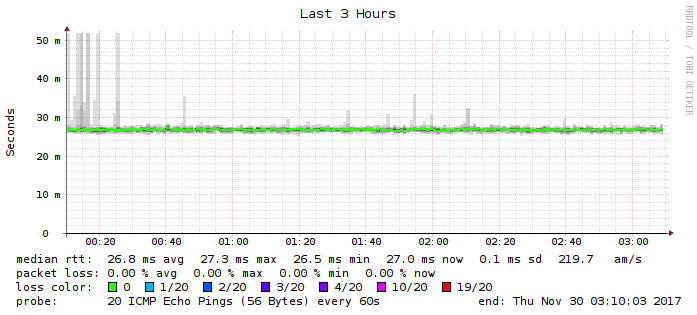 Last 3 Hours
RRDTOOL / TOBI OETIKER
Seconds
50 m
40 m
30 m
20 m
10 m
0
00:20 00:40 01:00 01:20 01:40 02:00 02:20 02:40 03:00
median rtt: 26.8 ms avg 27.3 ms max 26.5 ms min 27.0 ms now 0.1 ms sd 219.7 am/s
packet loss: 0.00 % avg 0.00 % max 0.00 % min 0.00 % now
loss color: 0 1/20 2/20 3/20 4/20 10/20 19/20
probe: 20 ICMP Echo Pings (56 Bytes) every 60s end: Thu Nov 30 03:10:03 2017